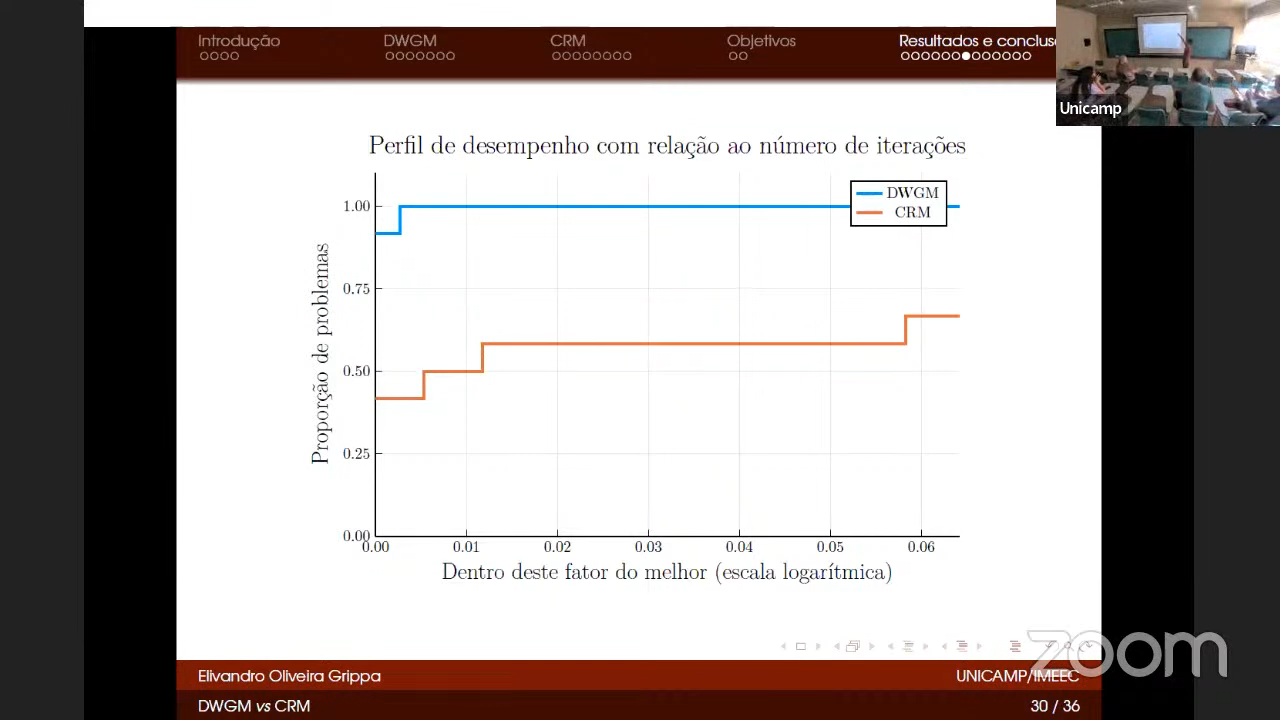 Introdução
DWGM
CRM
Objetivos
Resultados e conclus
Unicamp
Perfil de desempenho com relação ao número de iterações
DWGM
CRM
Proporção de problemas
1.00
0.75
0.50
0.25
0.00
0.00 0.01 0.02 0.03 0.04 0.05 0.06
Dentro deste fator do melhor (escala logarítmica)
zoom
Elivandro Oliveira Grippa UNICAMP/IMEEC
DWGM vs CRM 30 / 36